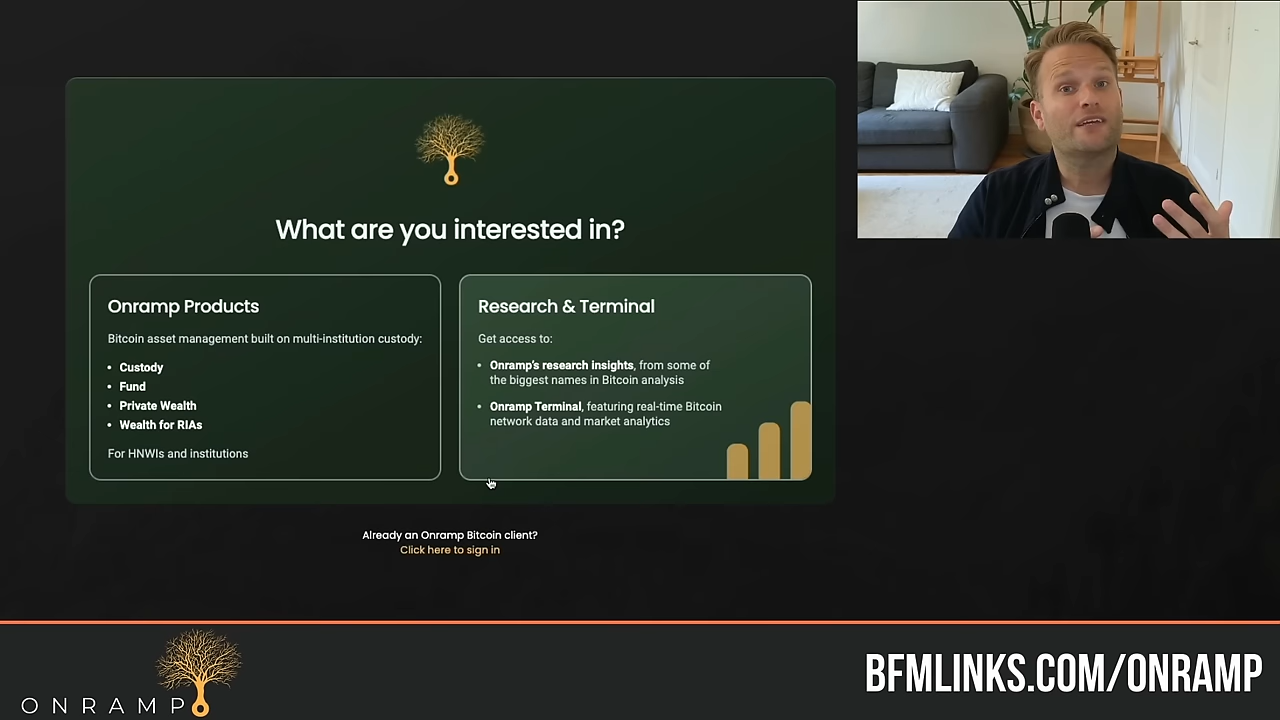 What are you interested in?
Onramp Products
Bitcoin asset management built on multi-institution custody:
• Custody
• Fund
• Private Wealth
• Wealth for RIAs
For HNWIs and institutions
Research & Terminal
Get access to:
• Onramp's research insights, from some of
the biggest names in Bitcoin analysis
• Onramp Terminal, featuring real-time Bitcoin
network data and market analytics
Already an Onramp Bitcoin client?
Click here to sign in
ONRAMP
BFMLINKS.COM/ONRAMP